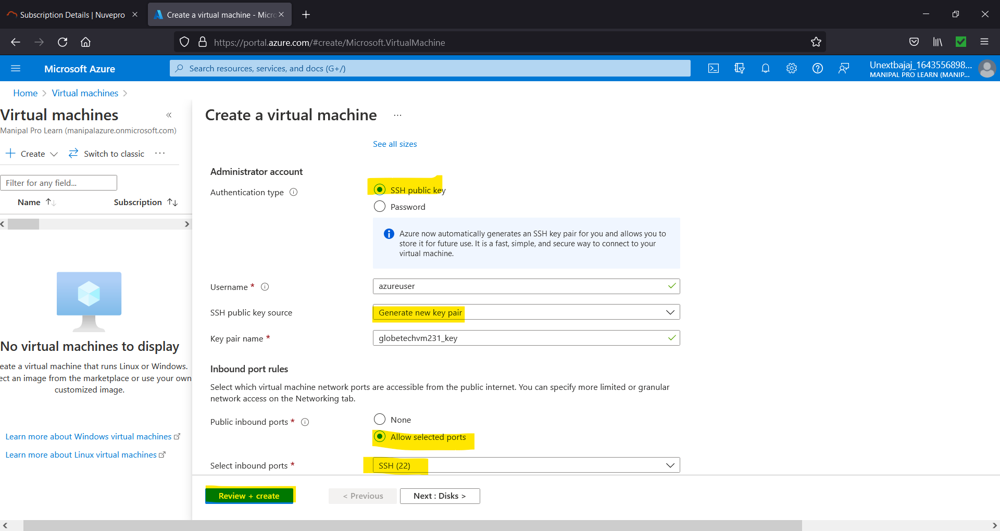 Subscription Details | Nuvepro
Create a virtual machine - Micro
https://portal.azure.com/#create/Microsoft.VirtualMachine
Microsoft Azure
Search resources, services, and docs (G+/)
Unextbajaj_1643556898...
MANIPAL PRO LEARN (MANIP...
Home
Virtual machines
Virtual machines
Manipal Pro Learn (manipalazure.onmicrosoft.com)
Create
Switch to classic
Filter for any field...
Name
Subscription
No virtual machines to display
eate a virtual machine that runs Linux or Windows.
ect an image from the marketplace or use your own
customized image.
Learn more about Windows virtual machines
Learn more about Linux virtual machines
Create a virtual machine
...
See all sizes
Administrator account
Authentication type
SSH public key
Password
Azure now automatically generates an SSH key pair for you and allows you to
store it for future use. It is a fast, simple, and secure way to connect to your
virtual machine.
Username *
azureuser
SSH public key source
Generate new key pair
Key pair name *
globetechvm231_key
Inbound port rules
Select which virtual machine network ports are accessible from the public internet. You can specify more limited or granular
network access on the Networking tab.
Public inbound ports *
None
Allow selected ports
Select inbound ports *
SSH (22)
Review + create
< Previous
Next : Disks >